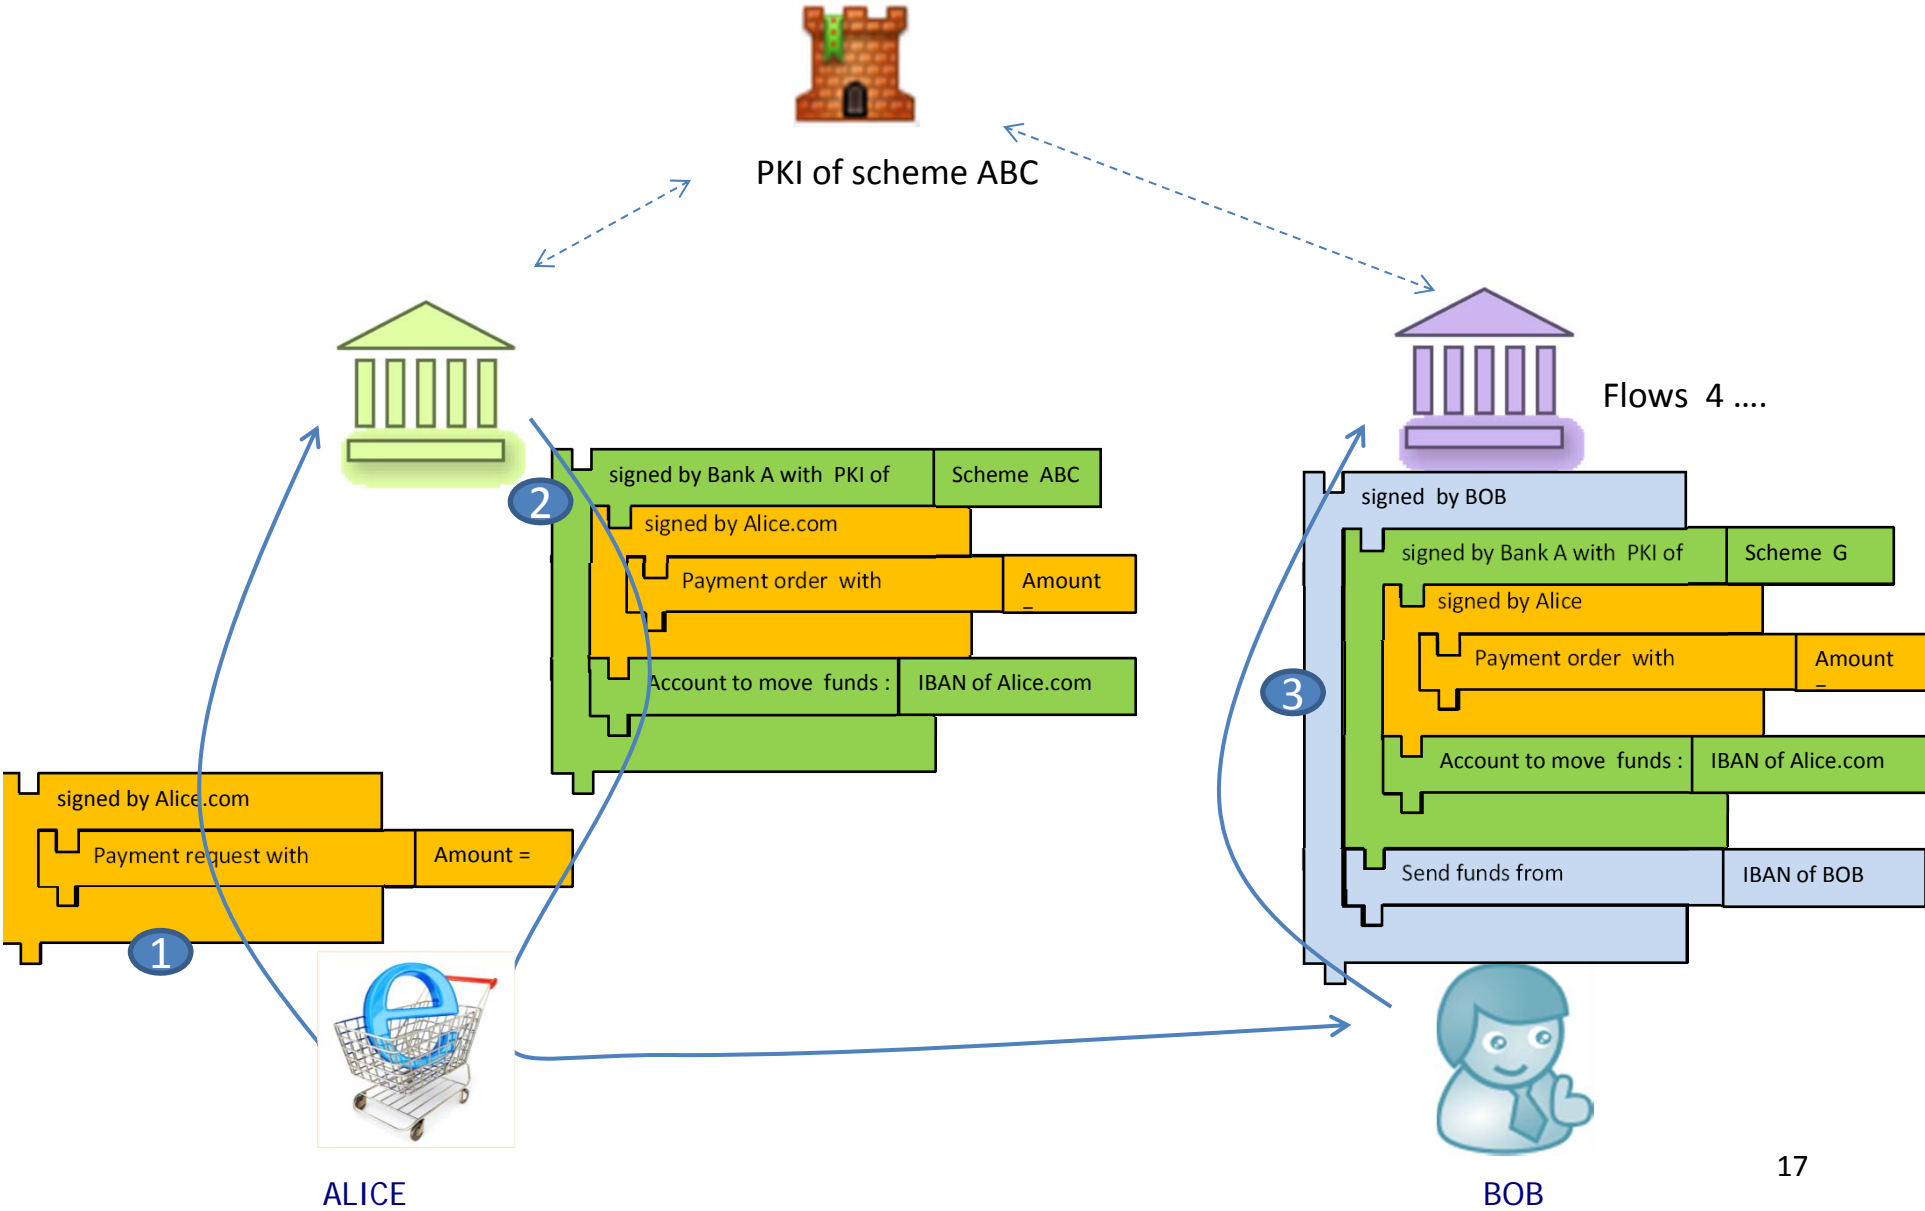 PKI of scheme ABC
Flows 4 ....
2
signed by Bank A with PKI of Scheme ABC
signed by Alice.com
Payment order with Amount
=
Account to move funds : IBAN of Alice.com
signed by BOB
signed by Bank A with PKI of Scheme G
signed by Alice
Payment order with Amount
=
3
Account to move funds : IBAN of Alice.com
Send funds from IBAN of BOB
signed by Alice.com
Payment request with Amount =
1
ALICE
BOB
17